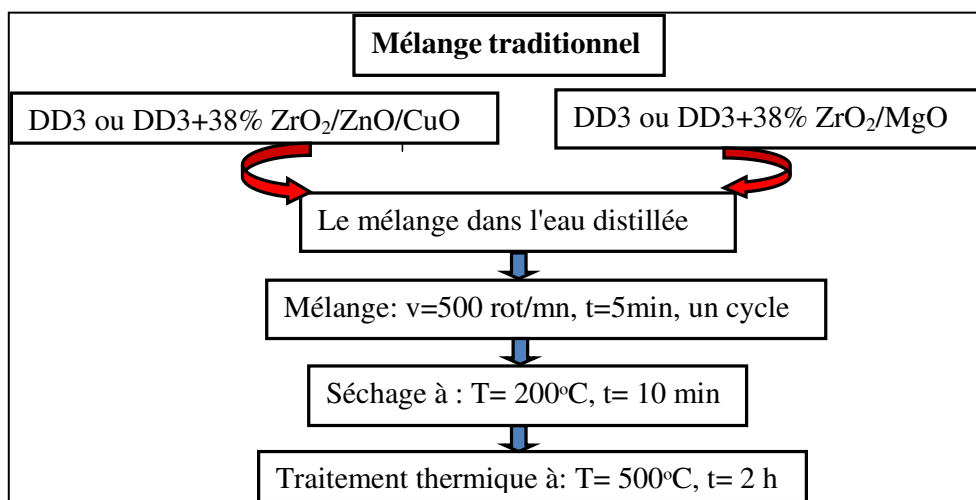 Mélange traditionnel
DD3 ou DD3+38% ZrO₂/ZnO/CuO
DD3 ou DD3+38% ZrO₂/MgO
Le mélange dans l'eau distillée
Mélange: v=500 rot/mn, t=5min, un cycle
Séchage à : T= 200°C, t= 10 min
Traitement thermique à: T= 500°C, t= 2 h